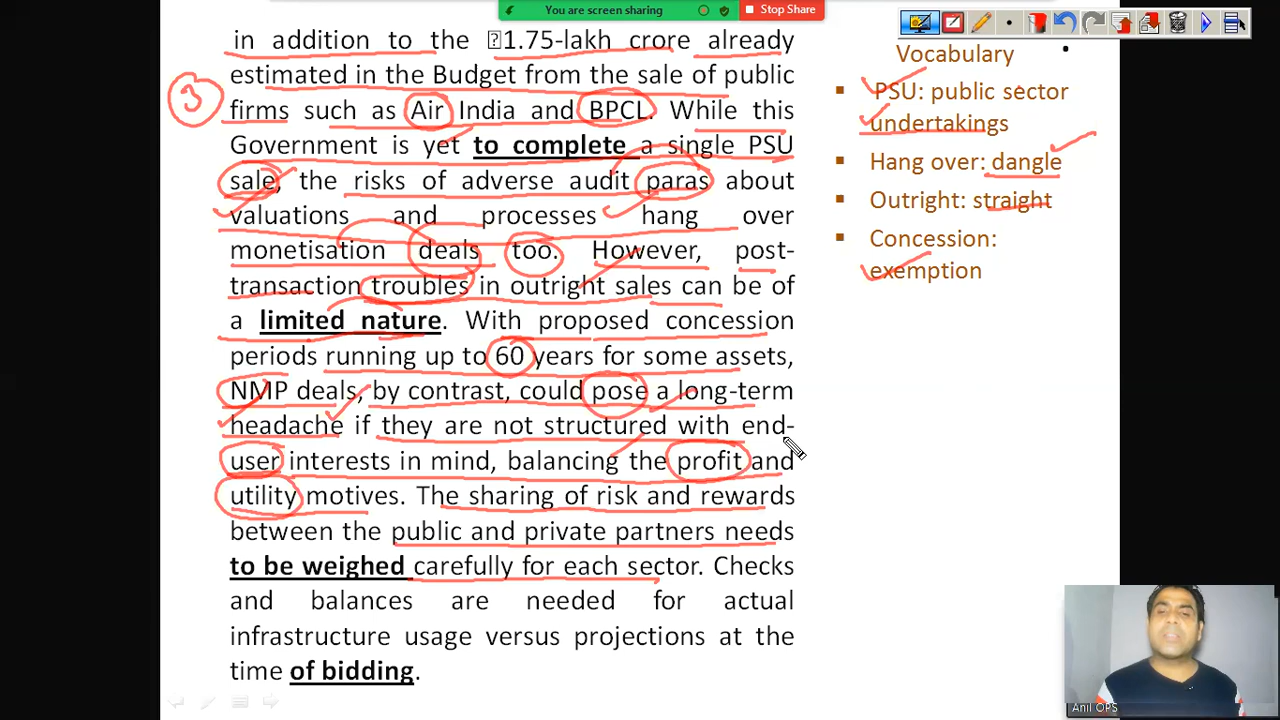 You are screen sharing
Stop Share
in addition to the 1.75-lakh crore already
estimated in the Budget from the sale of public
firms such as Air India and BPCL. While this
Government is yet to complete a single PSU
sale, the risks of adverse audit paras about
valuations and processes hang over
monetisation deals too. However, post-
transaction troubles in outright sales can be of
a limited nature. With proposed concession
periods running up to 60 years for some assets,
NMP deals, by contrast, could pose a long-term
headache if they are not structured with end-
user interests in mind, balancing the profit and
utility motives. The sharing of risk and rewards
between the public and private partners needs
to be weighed carefully for each sector. Checks
and balances are needed for actual
infrastructure usage versus projections at the
time of bidding.
3
Vocabulary
▪ PSU: public sector
undertakings
▪ Hang over: dangle
▪ Outright: straight
▪ Concession:
exemption
Anil OPS